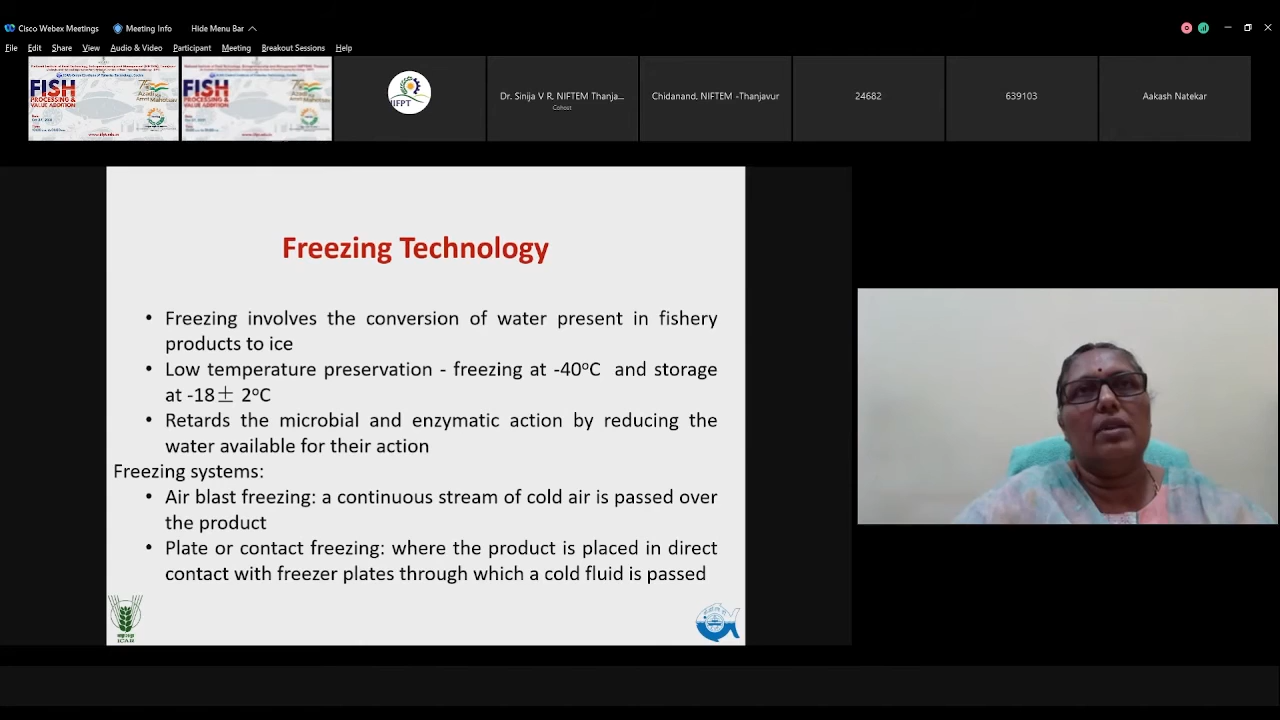 Cisco Webex Meetings Meeting Info Hide Menu Bar
File Edit Share View Audio & Video Participant Meeting Breakout Sessions Help
FISH
PROCESSING &
VALUE ADDITION
FISH
PROCESSING &
VALUE ADDITION
IIFPT
Dr. Sinija V R. NIFTEM Thanja...
Cohost
Chidanand. NIFTEM -Thanjavur
24682
639103
Aakash Natekar
Freezing Technology
• Freezing involves the conversion of water present in fishery
products to ice
• Low temperature preservation - freezing at -40°C and storage
at -18± 2°C
• Retards the microbial and enzymatic action by reducing the
water available for their action
Freezing systems:
• Air blast freezing: a continuous stream of cold air is passed over
the product
• Plate or contact freezing: where the product is placed in direct
contact with freezer plates through which a cold fluid is passed
ICAR